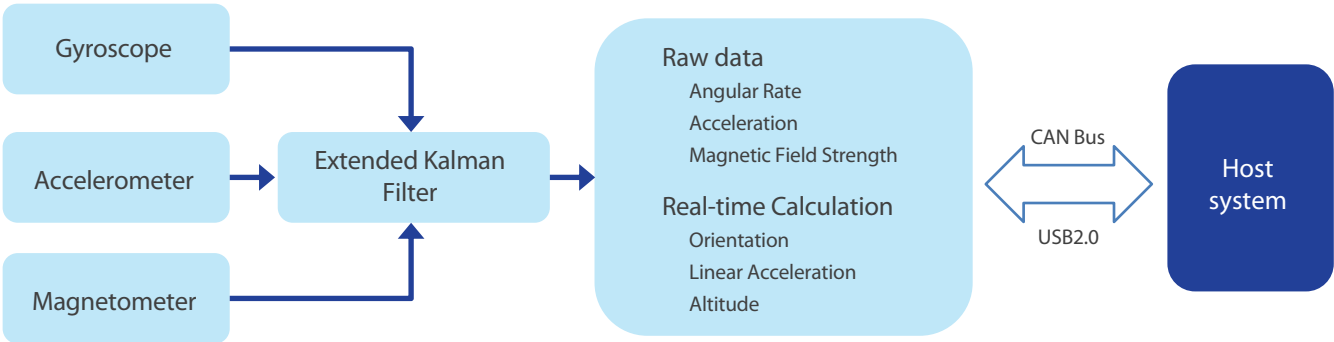 Gyroscope
Accelerometer
Magnetometer
Extended Kalman
Filter
Raw data
Angular Rate
Acceleration
Magnetic Field Strength
Real-time Calculation
Orientation
Linear Acceleration
Altitude
CAN Bus
USB2.0
Host
system